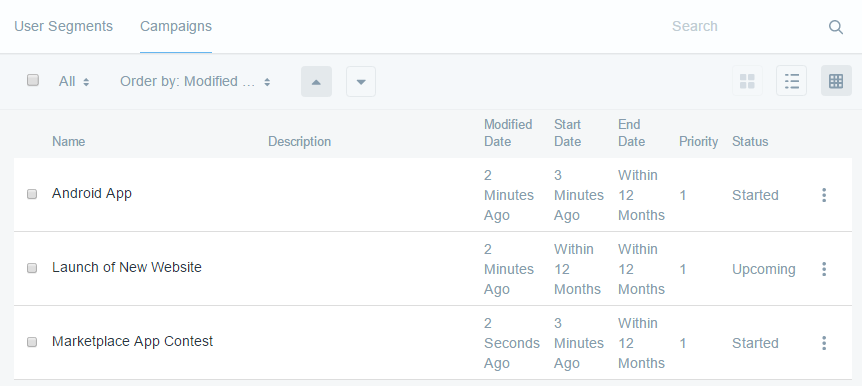 User Segments Campaigns Search
All Order by: Modified ...
Name Description Modified Date Start Date End Date Priority Status
Android App 2 Minutes Ago 3 Minutes Ago Within 12 Months 1 Started
Launch of New Website 2 Minutes Ago Within 12 Months Within 12 Months 1 Upcoming
Marketplace App Contest 2 Seconds Ago 3 Minutes Ago Within 12 Months 1 Started